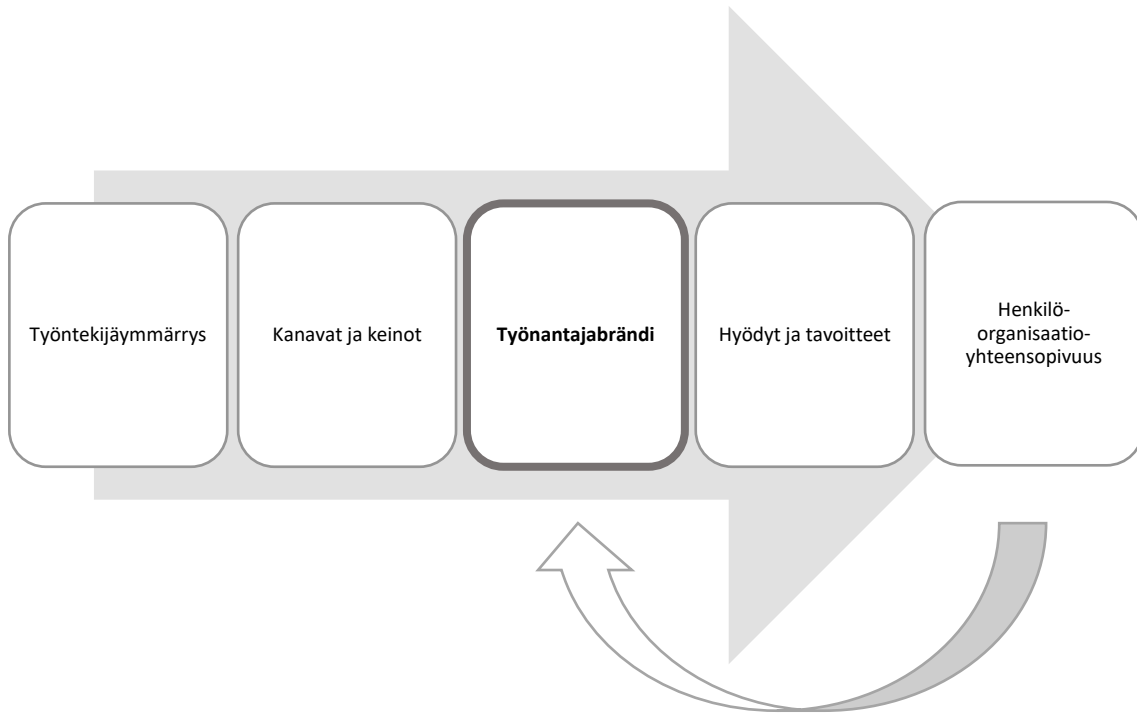 Työntekijäymmärrys
Kanavat ja keinot
Työnantajabrändi
Hyödyt ja tavoitteet
Henkilö-
organisaatio-
yhteensopivuus